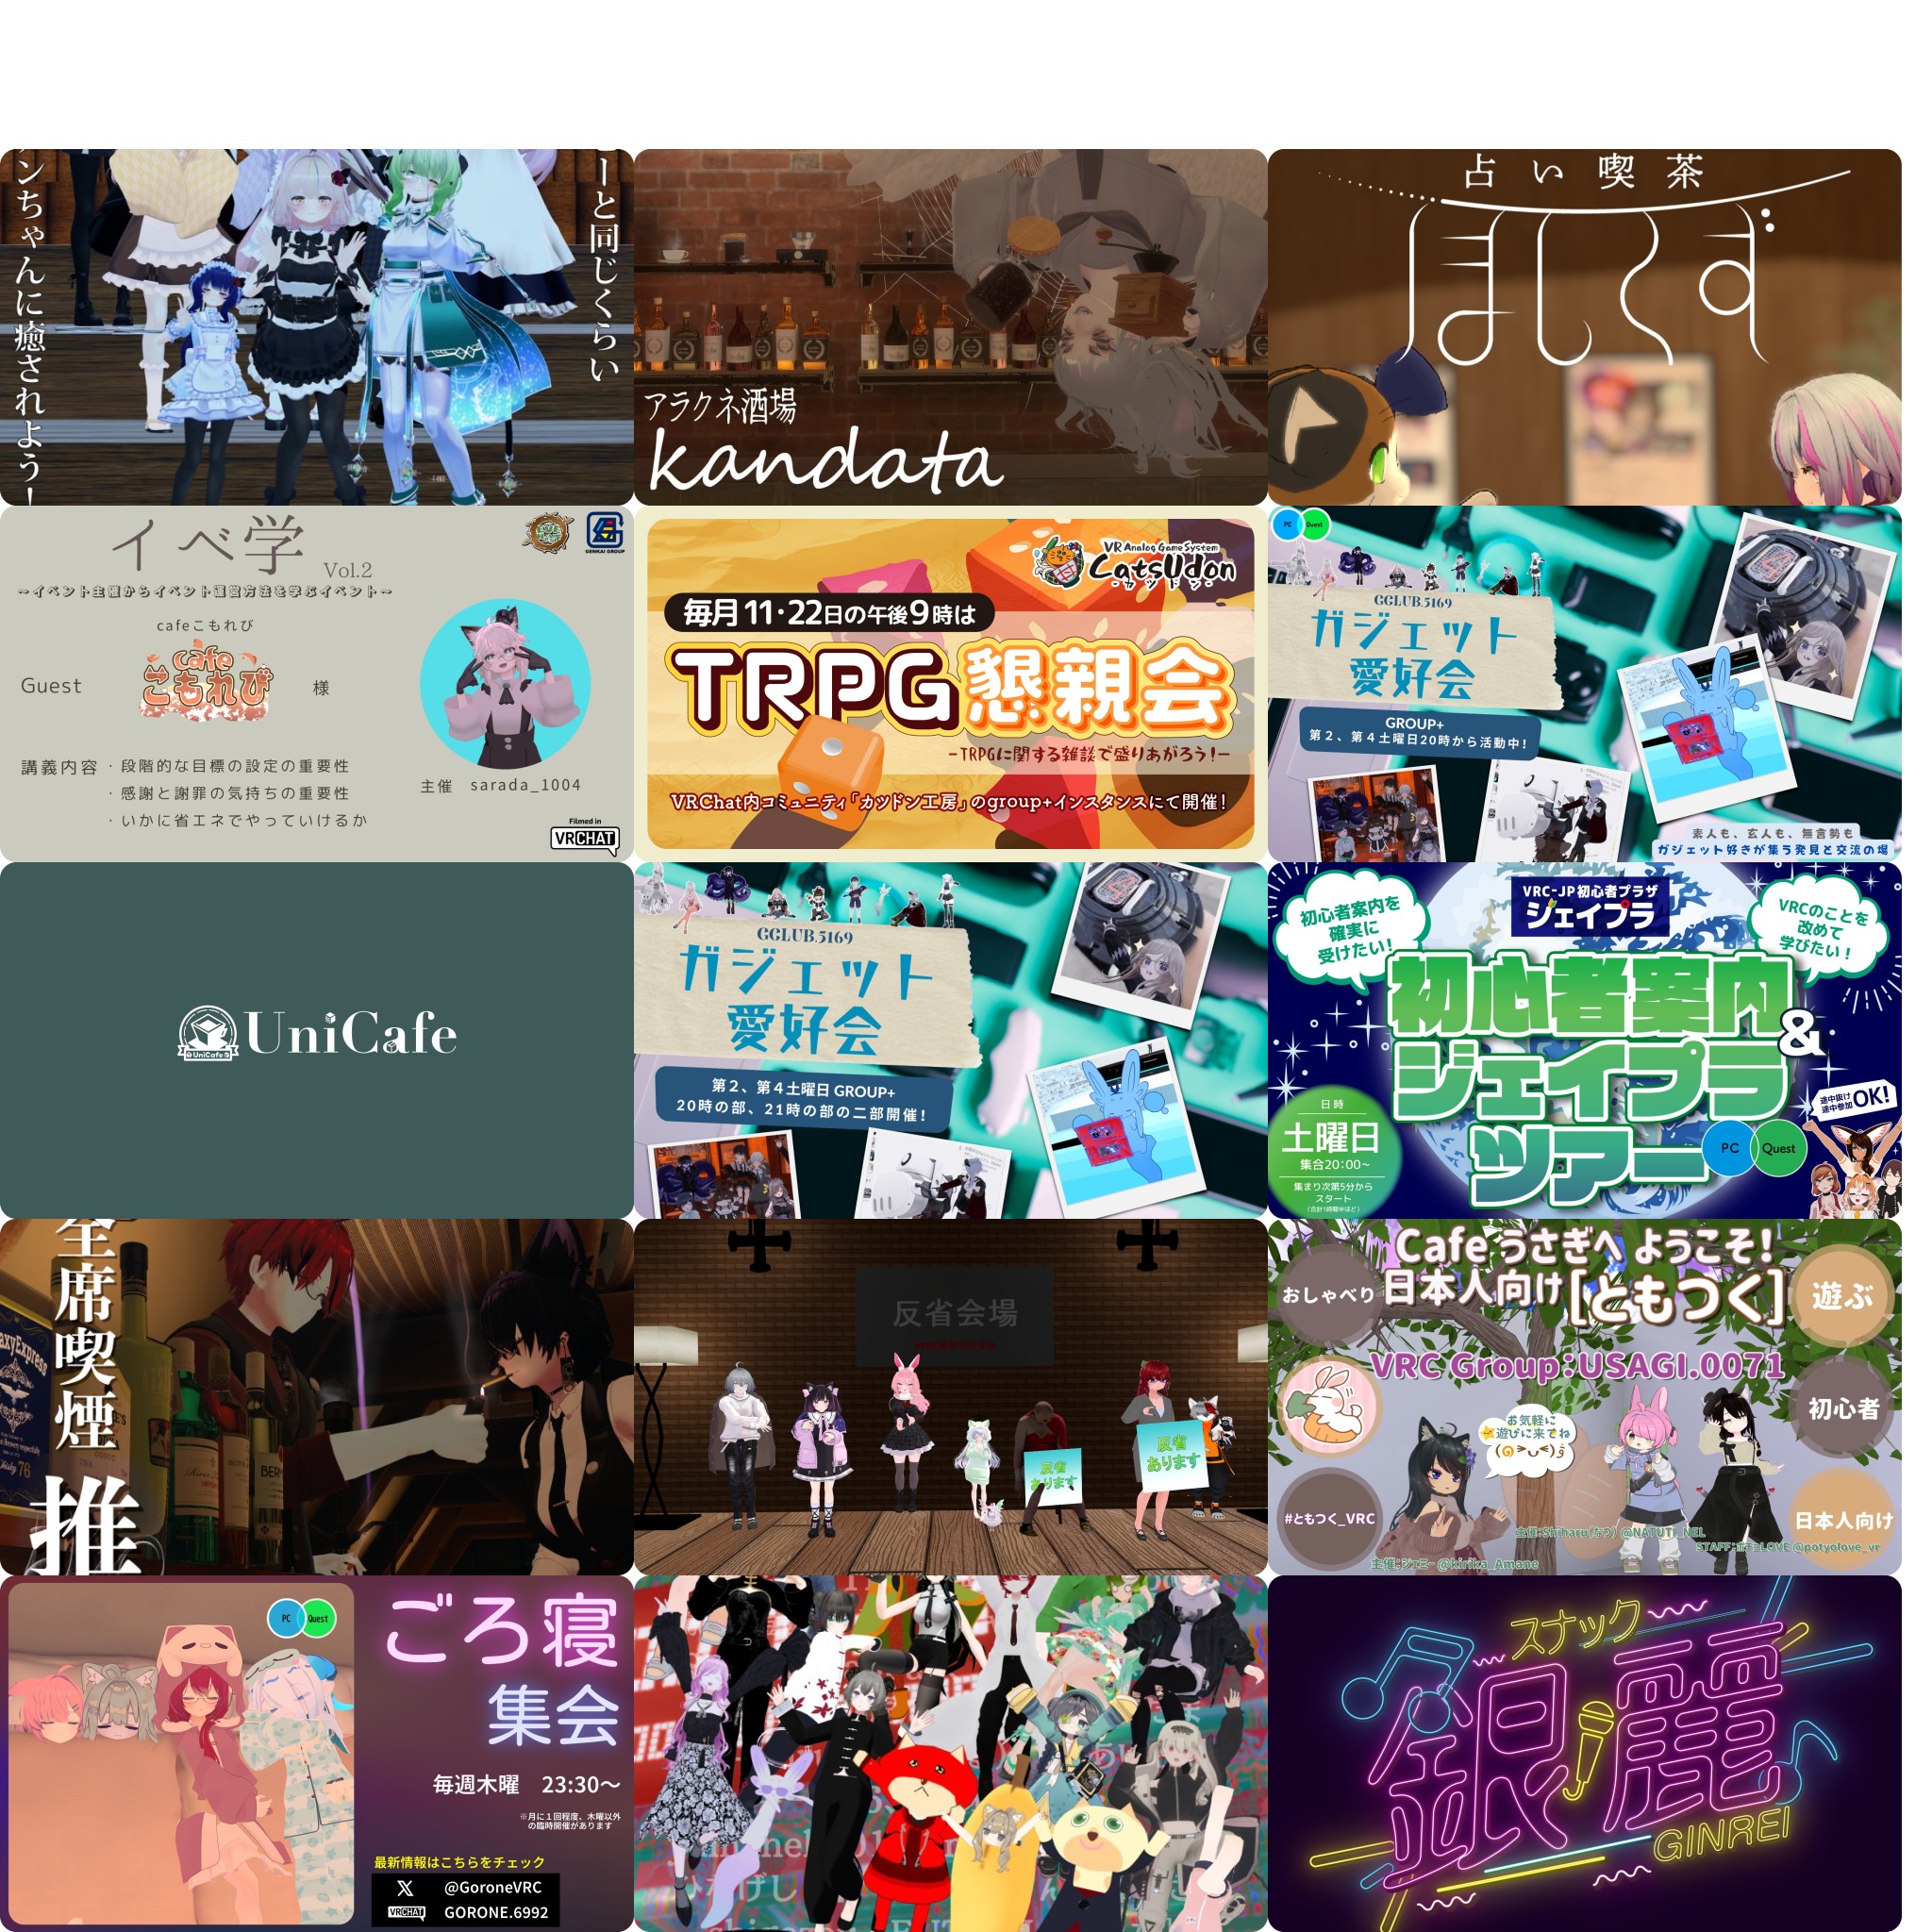 ンちゃんに癒されよう!
ーと同じくらい
アラクネ酒場
kandata
占い喫茶
ほしくず
イベ学
Vol.2
~イベント主催からイベント運営方法を学ぶイベント~
cafeこもれび
Guest
cafe
こもれび
様
講義内容
・段階的な目標の設定の重要性
・感謝と謝罪の気持ちの重要性
・いかに省エネでやっていけるか
主催 sarada_1004
GENKAI GROUP
Filmed in
VRCHAT
VR Analog Game System
CatsUdon
-カツドン-
毎月11・22日の午後9時は
TRPG懇親会
-TRPGに関する雑談で盛りあがろう!-
VRChat内コミュニティ「カツドン工房」のgroup+インスタンスにて開催!
PC
Quest
GCLUB.5169
ガジェット
愛好会
GROUP+
第2、第4土曜日20時から活動中!
素人も、玄人も、無言勢も
ガジェット好きが集う発見と交流の場
UniCafe
UniCafe
GCLUB.5169
ガジェット
愛好会
第2、第4土曜日 GROUP+
20時の部、21時の部の二部開催!
VRC-JP初心者プラザ
ジェイプラ
初心者案内を
確実に
受けたい!
VRCのことを
改めて
学びたい!
初心者案内
&
ジェイプラ
ツアー
日時
土曜日
集合20:00~
集まり次第5分から
スタート
(合計1時間半ほど)
途中抜け
途中参加
OK!
PC
Quest
全席喫煙
推
反省会場
反省
あります
反省
あります
Cafe うさぎへ ようこそ!
日本人向け[ともつく]
おしゃべり
遊ぶ
VRC Group:USAGI.0071
初心者
お気軽に
遊びに来てね
#ともつく_VRC
日本人向け
主催:Shiharu(なつ) @NATUTI_NEL
STAFF:ポチョLOVE @potyolove_vr
主催:ジェミー @kirika_Amane
PC
Quest
ごろ寝
集会
毎週木曜 23:30~
※月に1回程度、木曜以外
の臨時開催があります
最新情報はこちらをチェック
X @GoroneVRC
VRCHAT GORONE.6992
スナック
銀麗
GINREI